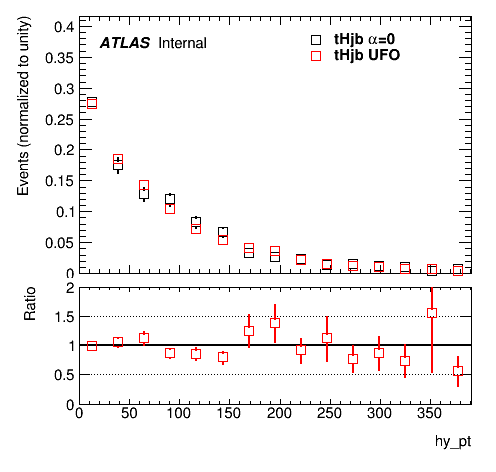 ATLAS Internal
tHjb α=0
tHjb UFO
Events (normalized to unity)
0.4
0.35
0.3
0.25
0.2
0.15
0.1
0.05
0
Ratio
2
1.5
1
0.5
0
0 50 100 150 200 250 300 350
hy_pt